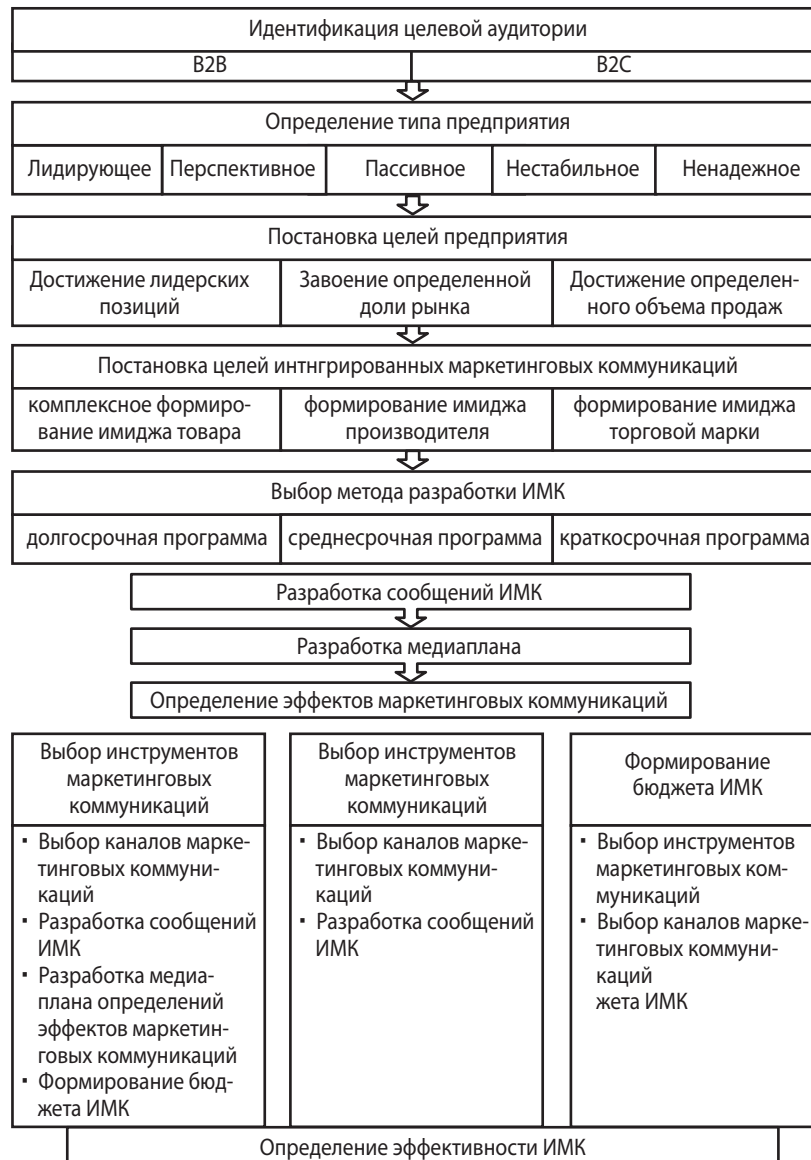 Идентификация целевой аудитории
B2B
B2C
Определение типа предприятия
Лидирующее
Перспективное
Пассивное
Нестабильное
Ненадежное
Постановка целей предприятия
Достижение лидерских
позиций
Завоение определенной
доли рынка
Достижение определен-
ного объема продаж
Постановка целей интнгрированных маркетинговых коммуникаций
комплексное формиро-
вание имиджа товара
формирование имиджа
производителя
формирование имиджа
торговой марки
Выбор метода разработки ИМК
долгосрочная программа
среднесрочная программа
краткосрочная программа
Разработка сообщений ИМК
Разработка медиаплана
Определение эффектов маркетинговых коммуникаций
Выбор инструментов
маркетинговых
коммуникаций
▪ Выбор каналов марке-
тинговых коммуни-
каций
▪ Разработка сообщений
ИМК
▪ Разработка медиа-
плана определений
эффектов маркетин-
говых коммуникаций
▪ Формирование бюд-
жета ИМК
Выбор инструментов
маркетинговых
коммуникаций
▪ Выбор каналов марке-
тинговых коммуни-
каций
▪ Разработка сообщений
ИМК
Формирование
бюджета ИМК
▪ Выбор инструментов
маркетинговых ком-
муникаций
▪ Выбор каналов марке-
тинговых коммуни-
каций
жета ИМК
Определение эффективности ИМК